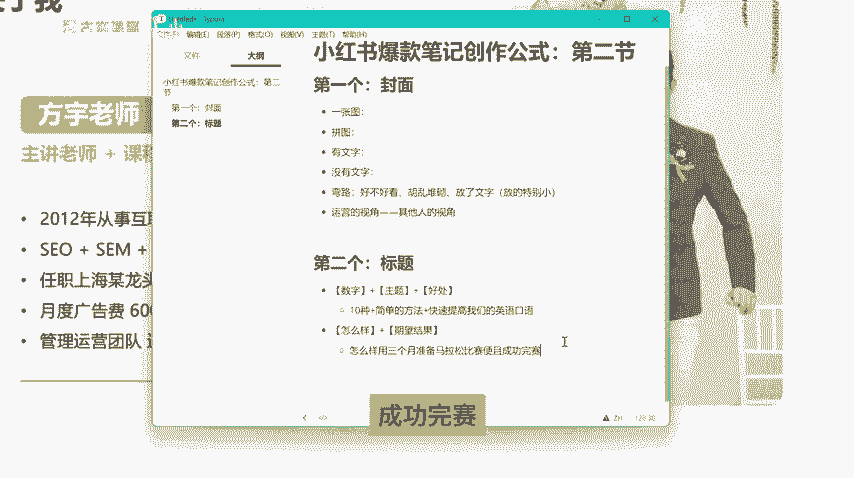 方宇老师
主讲老师 + 课程
• 2012年从事互联
• SEO + SEM +
• 任职上海某龙头
• 月度广告费 600
• 管理运营团队
编辑(E) 段落(P) 格式(O) 视图(V) 主题(T) 帮助(H)
文件
大纲
小红书爆款笔记创作公式：第二节
第一个：封面
第二个：标题
小红书爆款笔记创作公式：第二节
第一个：封面
• 一张图：
• 拼图：
• 有文字：
• 没有文字：
• 弯路：好不好看、胡乱堆砌、放了文字（放的特别小）
• 运营的视角——其他人的视角
第二个：标题
• 【数字】+【主题】+【好处】
○ 10种+简单的方法+快速提高我们的英语口语
• 【怎么样】+【期望结果】
○ 怎么样用三个月准备马拉松比赛便且成功完赛
成功完赛